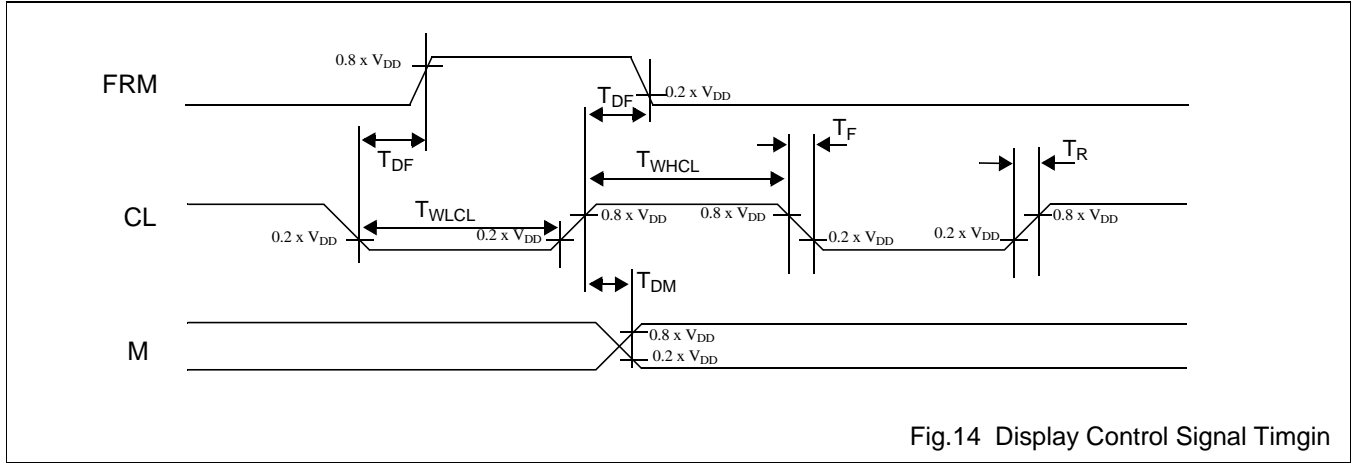 FRM
0.8 x VDD
0.2 x VDD
TDF
TDF
TF
TR
TWHCL
CL
TWLCL
0.2 x VDD
0.2 x VDD
0.8 x VDD
0.8 x VDD
0.2 x VDD
0.2 x VDD
0.8 x VDD
TDM
M
0.8 x VDD
0.2 x VDD
Fig.14 Display Control Signal Timgin